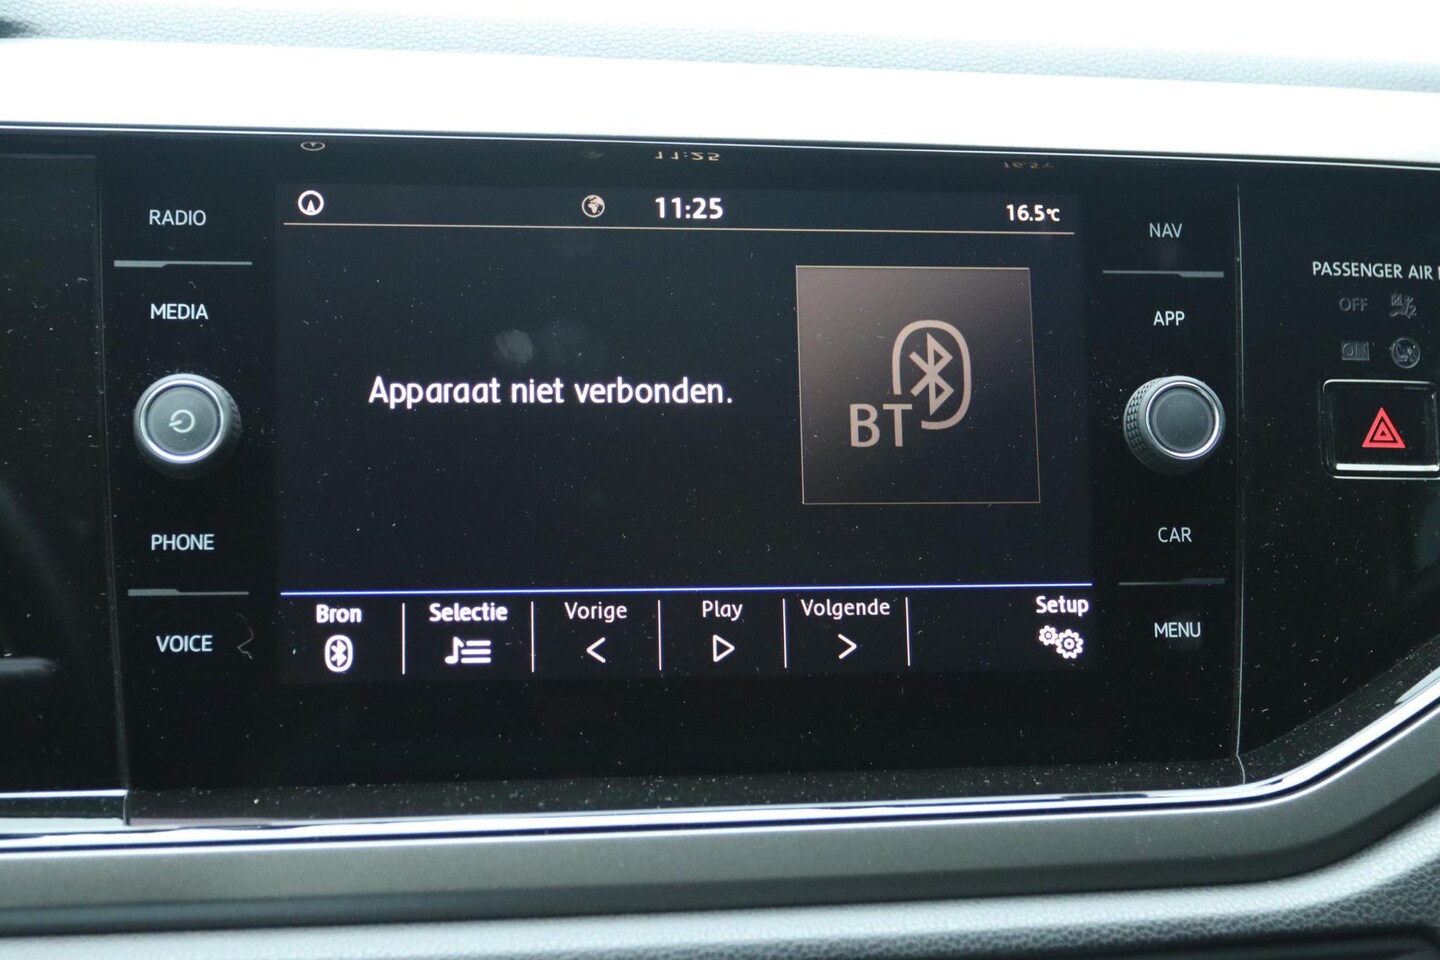 RADIO
MEDIA
PHONE
VOICE
11:25
16.5°C
Apparaat niet verbonden.
BT
Bron
Selectie
Vorige
Play
Volgende
Setup
NAV
APP
CAR
MENU
PASSENGER AIR
OFF
ON